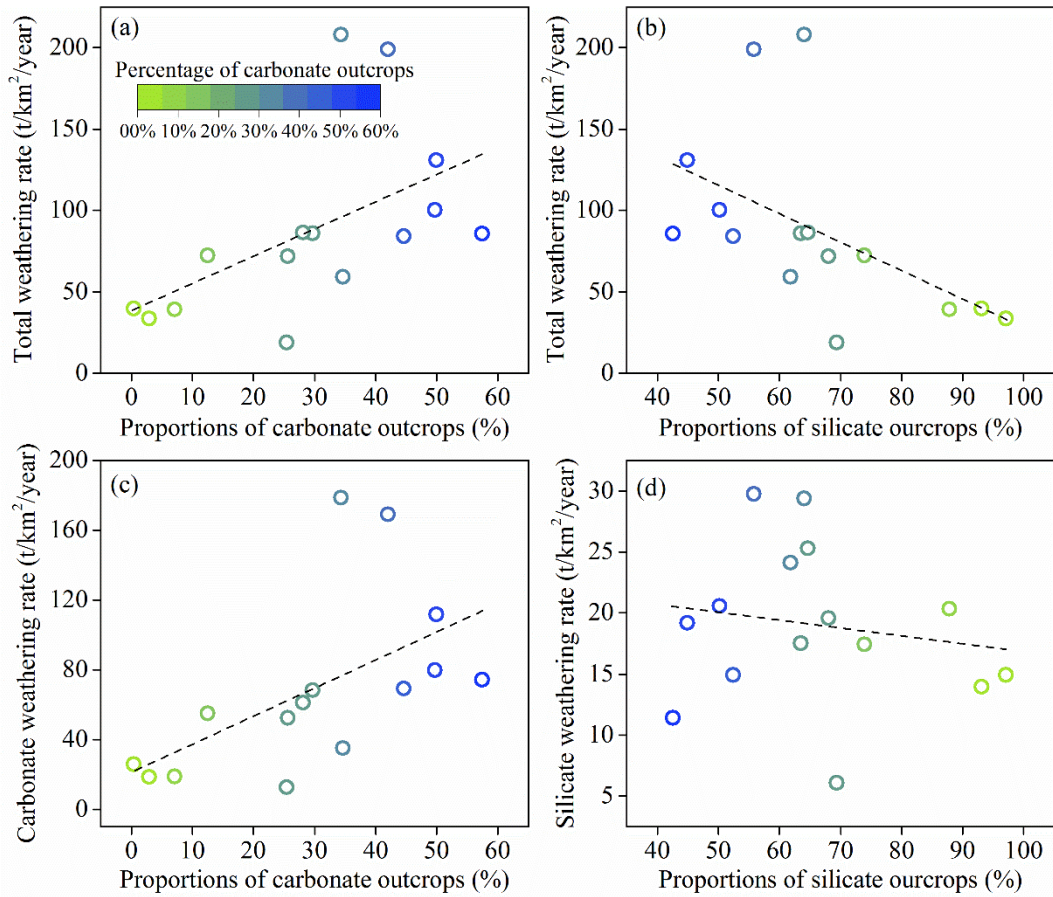 (a)
Percentage of carbonate outcrops
00% 10% 20% 30% 40% 50% 60%
200
150
100
50
0
Total weathering rate (t/km²/year)
0 10 20 30 40 50 60
Proportions of carbonate outcrops (%)
(b)
200
150
100
50
0
Total weathering rate (t/km²/year)
40 50 60 70 80 90 100
Proportions of silicate ourcrops (%)
(c)
200
160
120
80
40
0
Carbonate weathering rate (t/km²/year)
0 10 20 30 40 50 60
Proportions of carbonate outcrops (%)
(d)
30
25
20
15
10
5
Silicate weathering rate (t/km²/year)
40 50 60 70 80 90 100
Proportions of silicate ourcrops (%)